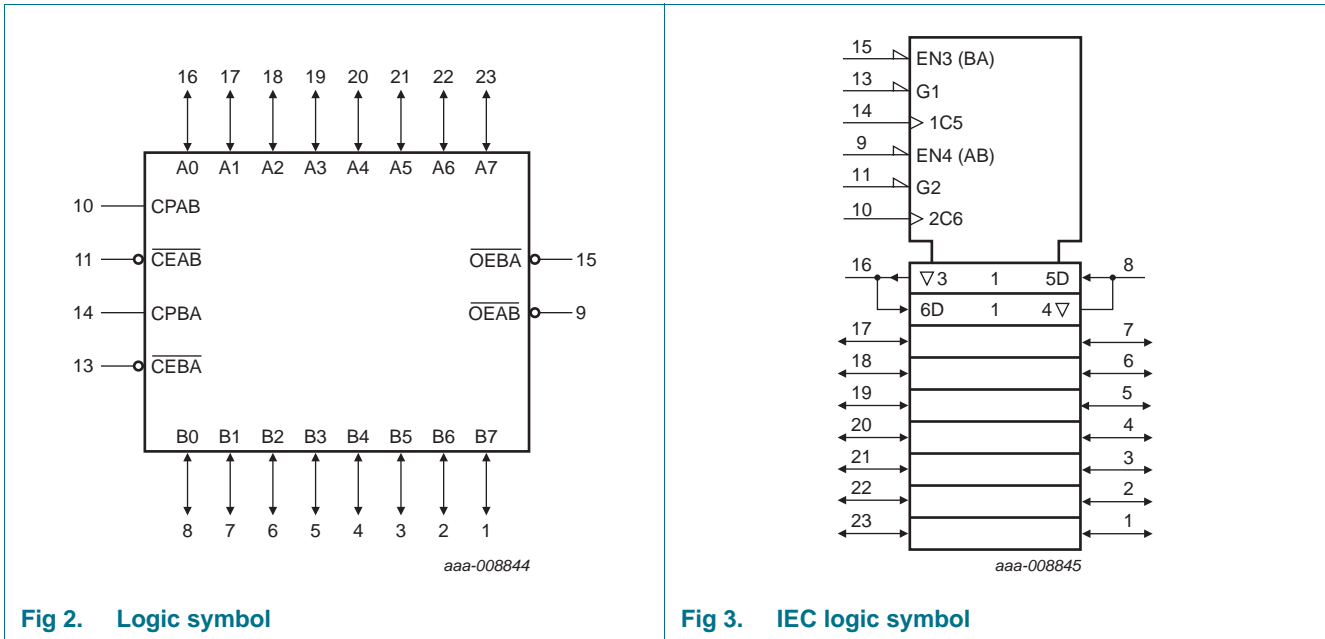 16 17 18 19 20 21 22 23
A0 A1 A2 A3 A4 A5 A6 A7
10 CPAB
11 CEAB OEBA 15
14 CPBA OEAB 9
13 CEBA
B0 B1 B2 B3 B4 B5 B6 B7
8 7 6 5 4 3 2 1
aaa-008844
Fig 2. Logic symbol
15 EN3 (BA)
13 G1
14 1C5
9 EN4 (AB)
11 G2
10 2C6
16 ▽3 1 5D 8
6D 1 4▽
17 7
18 6
19 5
20 4
21 3
22 2
23 1
aaa-008845
Fig 3. IEC logic symbol